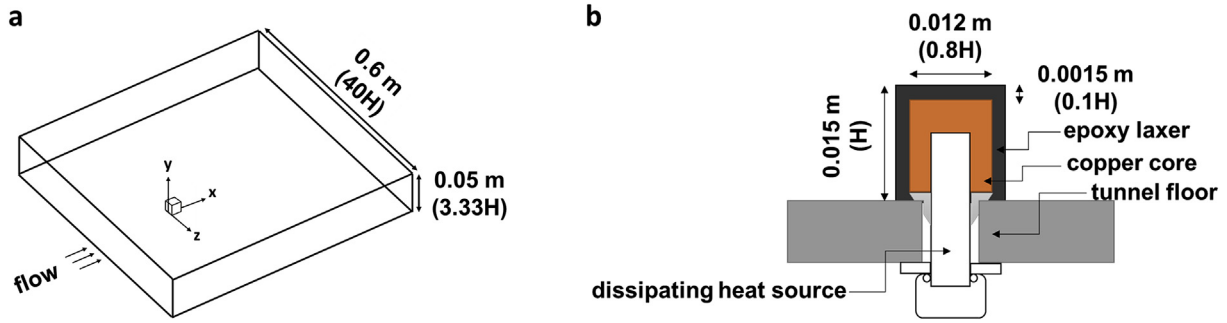 a
0.6 m
(40H)
y
x
z
0.05 m
(3.33H)
flow
b
0.012 m
(0.8H)
0.0015 m
(0.1H)
0.015 m
(H)
epoxy laxer
copper core
tunnel floor
dissipating heat source